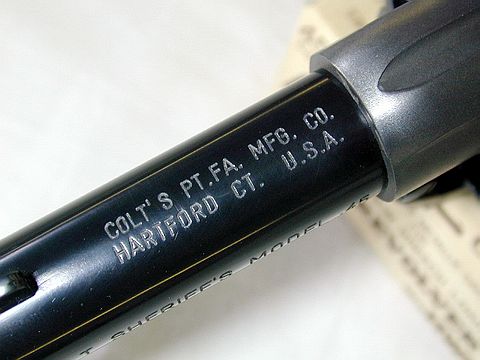 COLT'S PT.FA. MFG. CO.
HARTFORD CT. U.S.A.
T SHERIFF'S MODEL .45